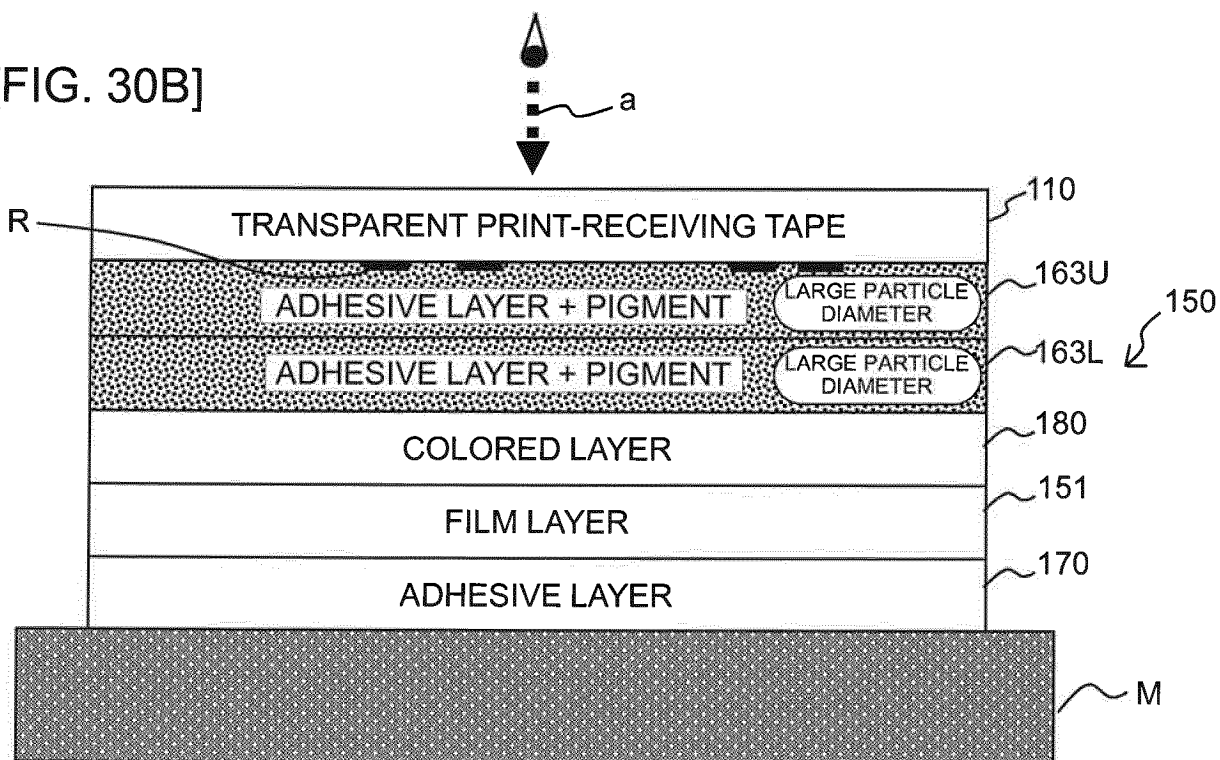 [FIG. 30B]
a
110
R
TRANSPARENT PRINT-RECEIVING TAPE
163U
ADHESIVE LAYER + PIGMENT
LARGE PARTICLE
DIAMETER
150
163L
ADHESIVE LAYER + PIGMENT
LARGE PARTICLE
DIAMETER
180
COLORED LAYER
151
FILM LAYER
170
ADHESIVE LAYER
M